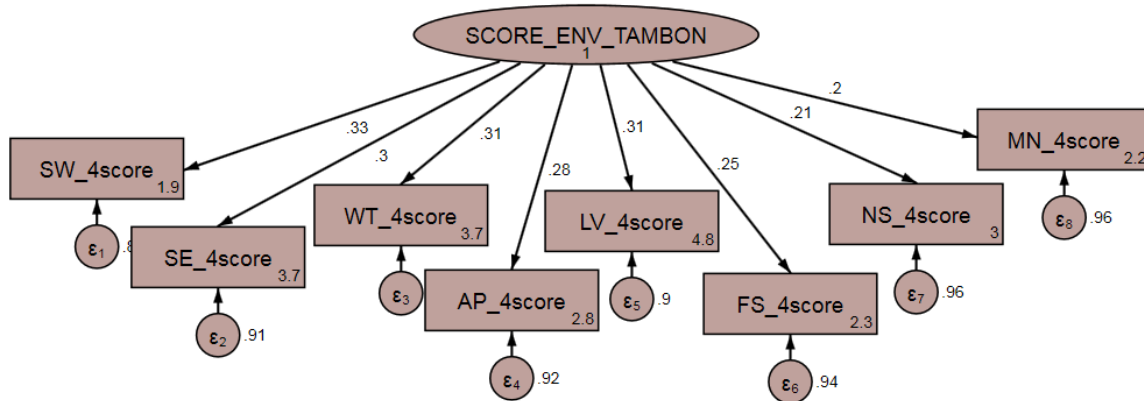 SCORE_ENV_TAMBON
1
.33
.3
.31
.28
.31
.25
.21
.2
SW_4score
1.9
SE_4score
3.7
WT_4score
3.7
AP_4score
2.8
LV_4score
4.8
FS_4score
2.3
NS_4score
3
MN_4score
2.2
ε1
ε2 .91
ε3
ε4 .92
ε5 .9
ε6 .94
ε7 .96
ε8 .96